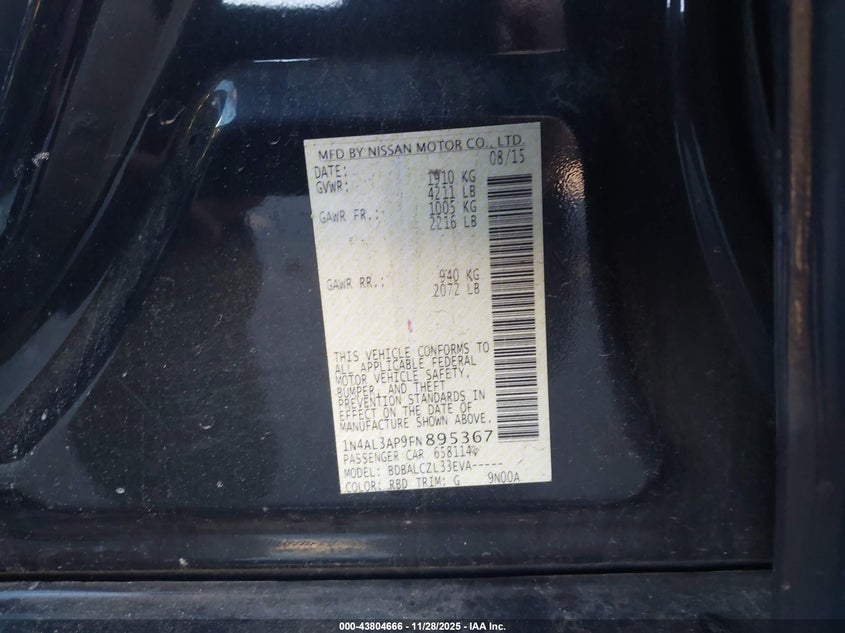 MFD BY NISSAN MOTOR CO., LTD.
DATE: 08/15
GVWR: 1910 KG
4211 LB
GAWR FR.: 1005 KG
2216 LB
GAWR RR.: 940 KG
2072 LB
THIS VEHICLE CONFORMS TO
ALL APPLICABLE FEDERAL
MOTOR VEHICLE SAFETY,
BUMPER, AND THEFT
PREVENTION STANDARDS IN
EFFECT ON THE DATE OF
MANUFACTURE SHOWN ABOVE.
1N4AL3AP9FN895367
PASSENGER CAR 658114
MODEL: BDBALCZL33EVA-----
COLOR: RBD TRIM: G 9N00A
000-43804666 | 11/28/2025 - IAA Inc.